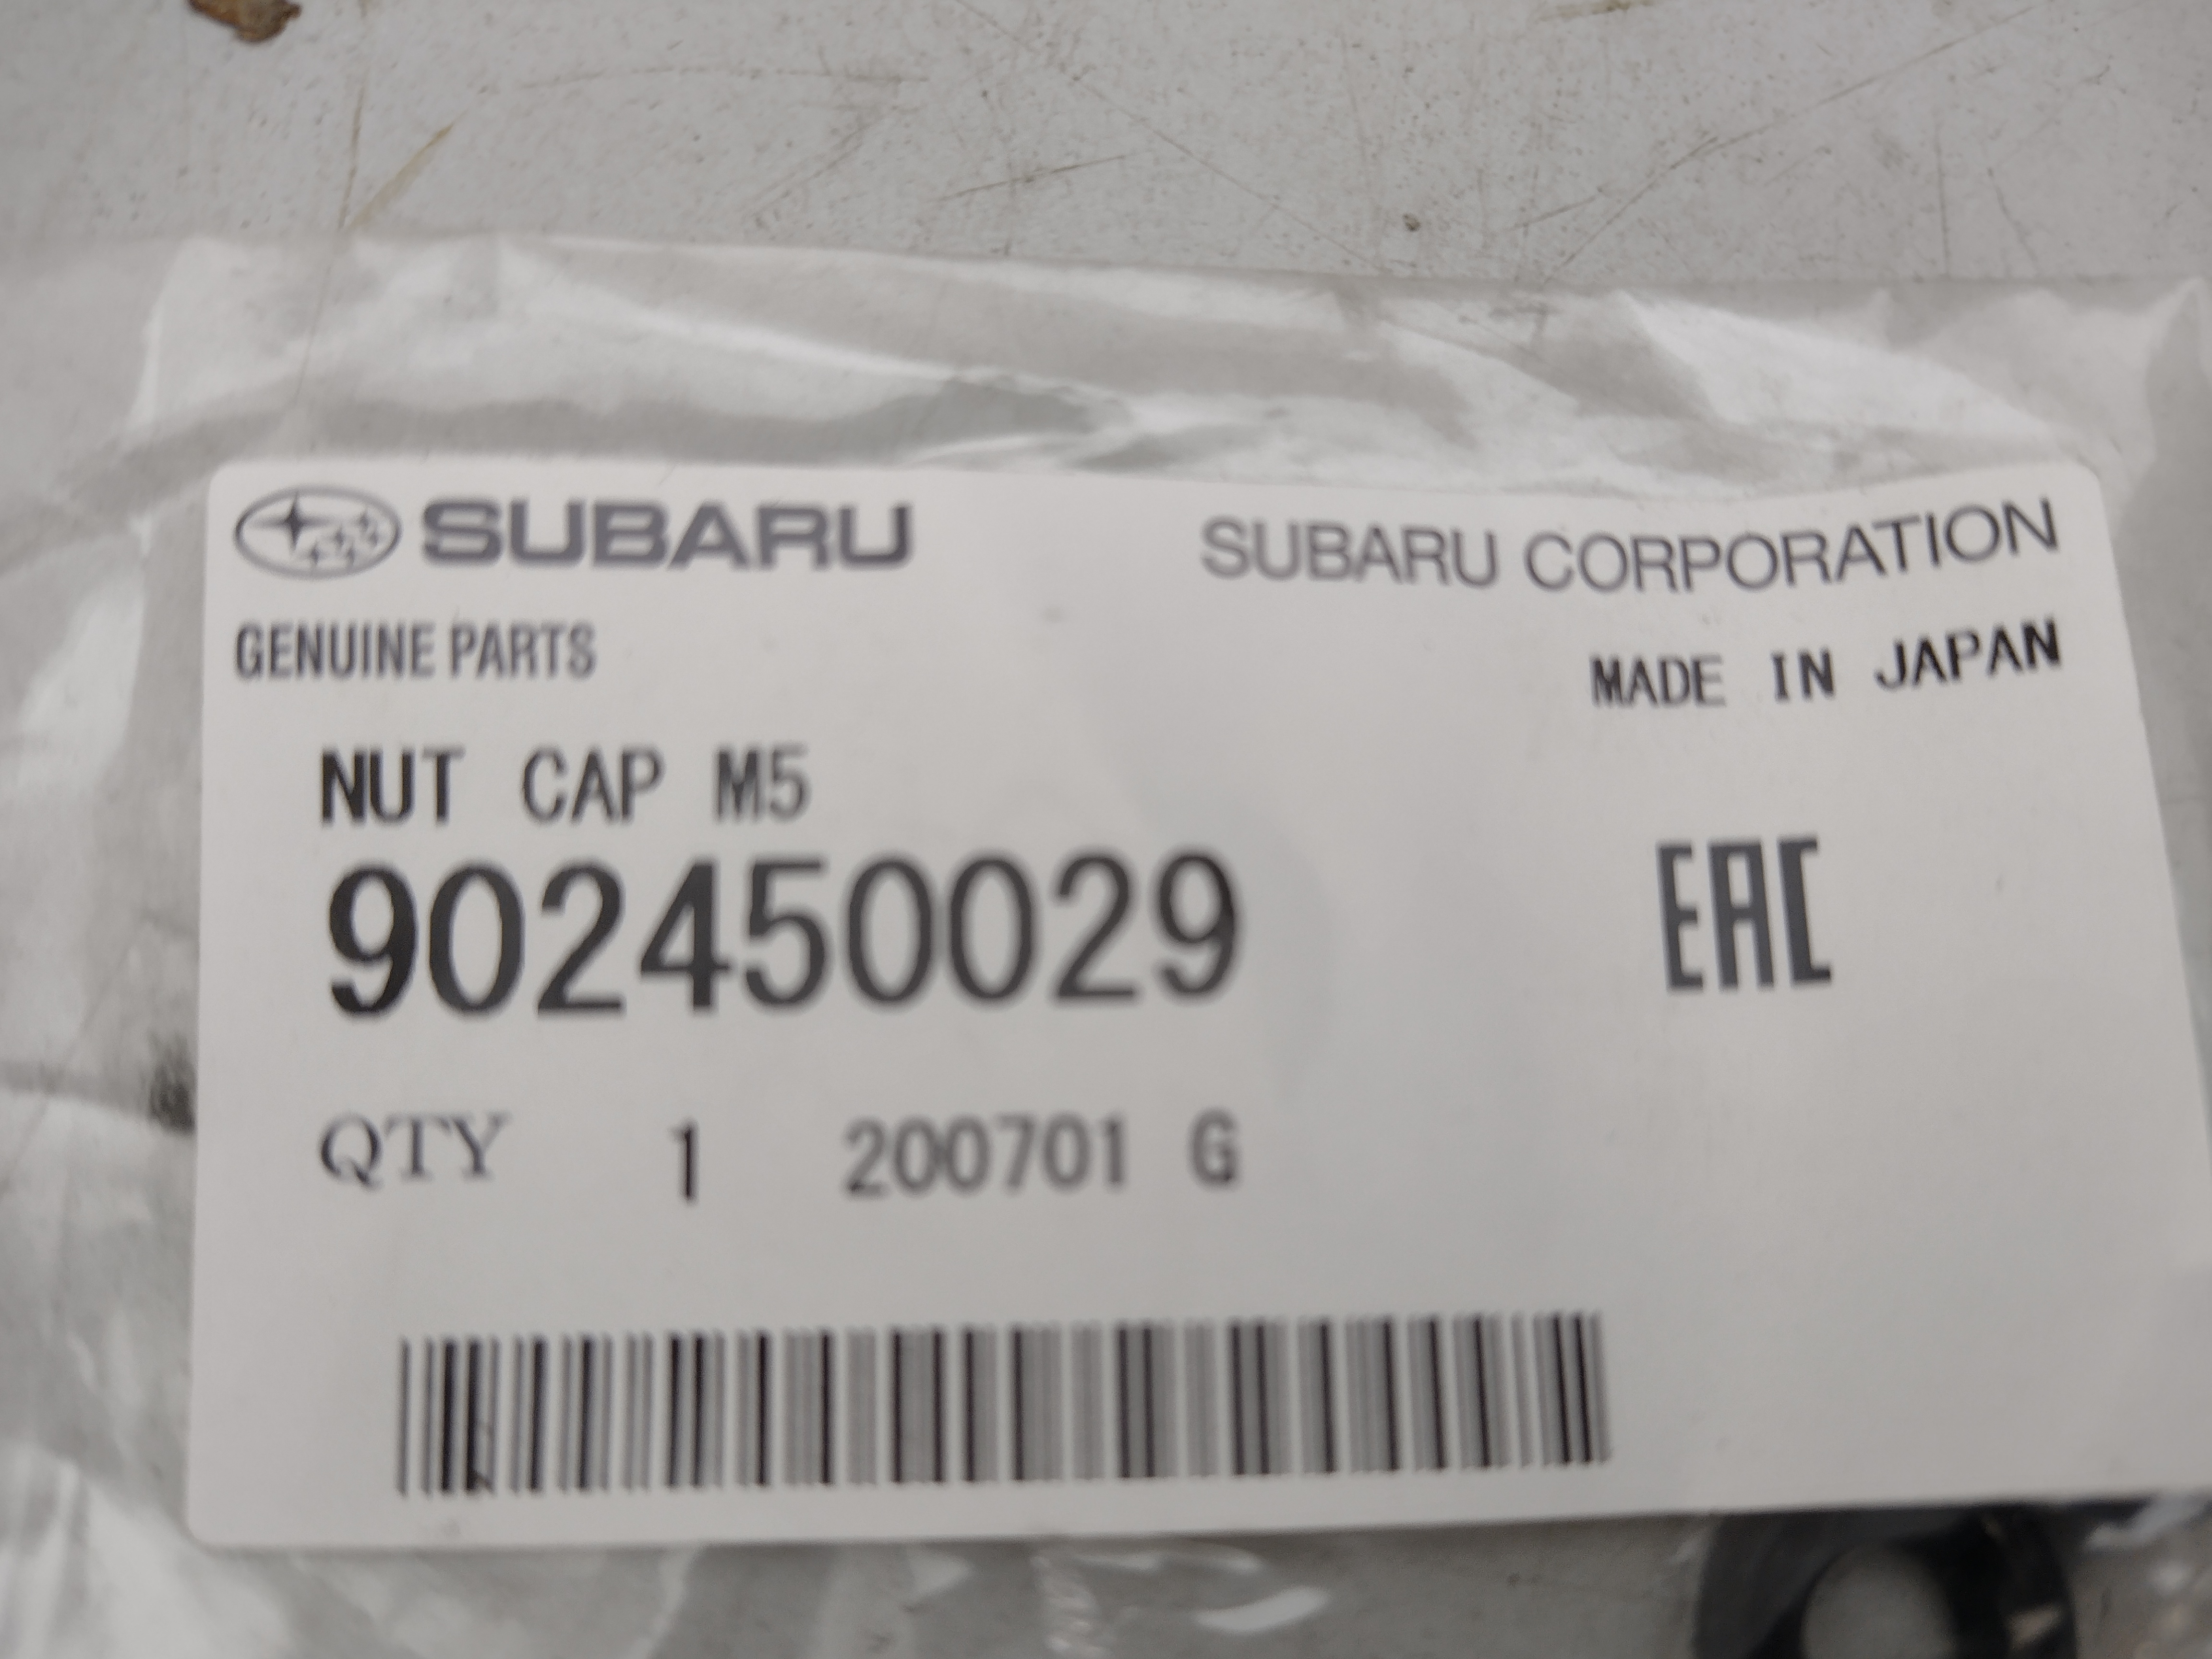 SUBARU
SUBARU CORPORATION
GENUINE PARTS
MADE IN JAPAN
NUT CAP M5
902450029
EAC
QTY 1 200701 G